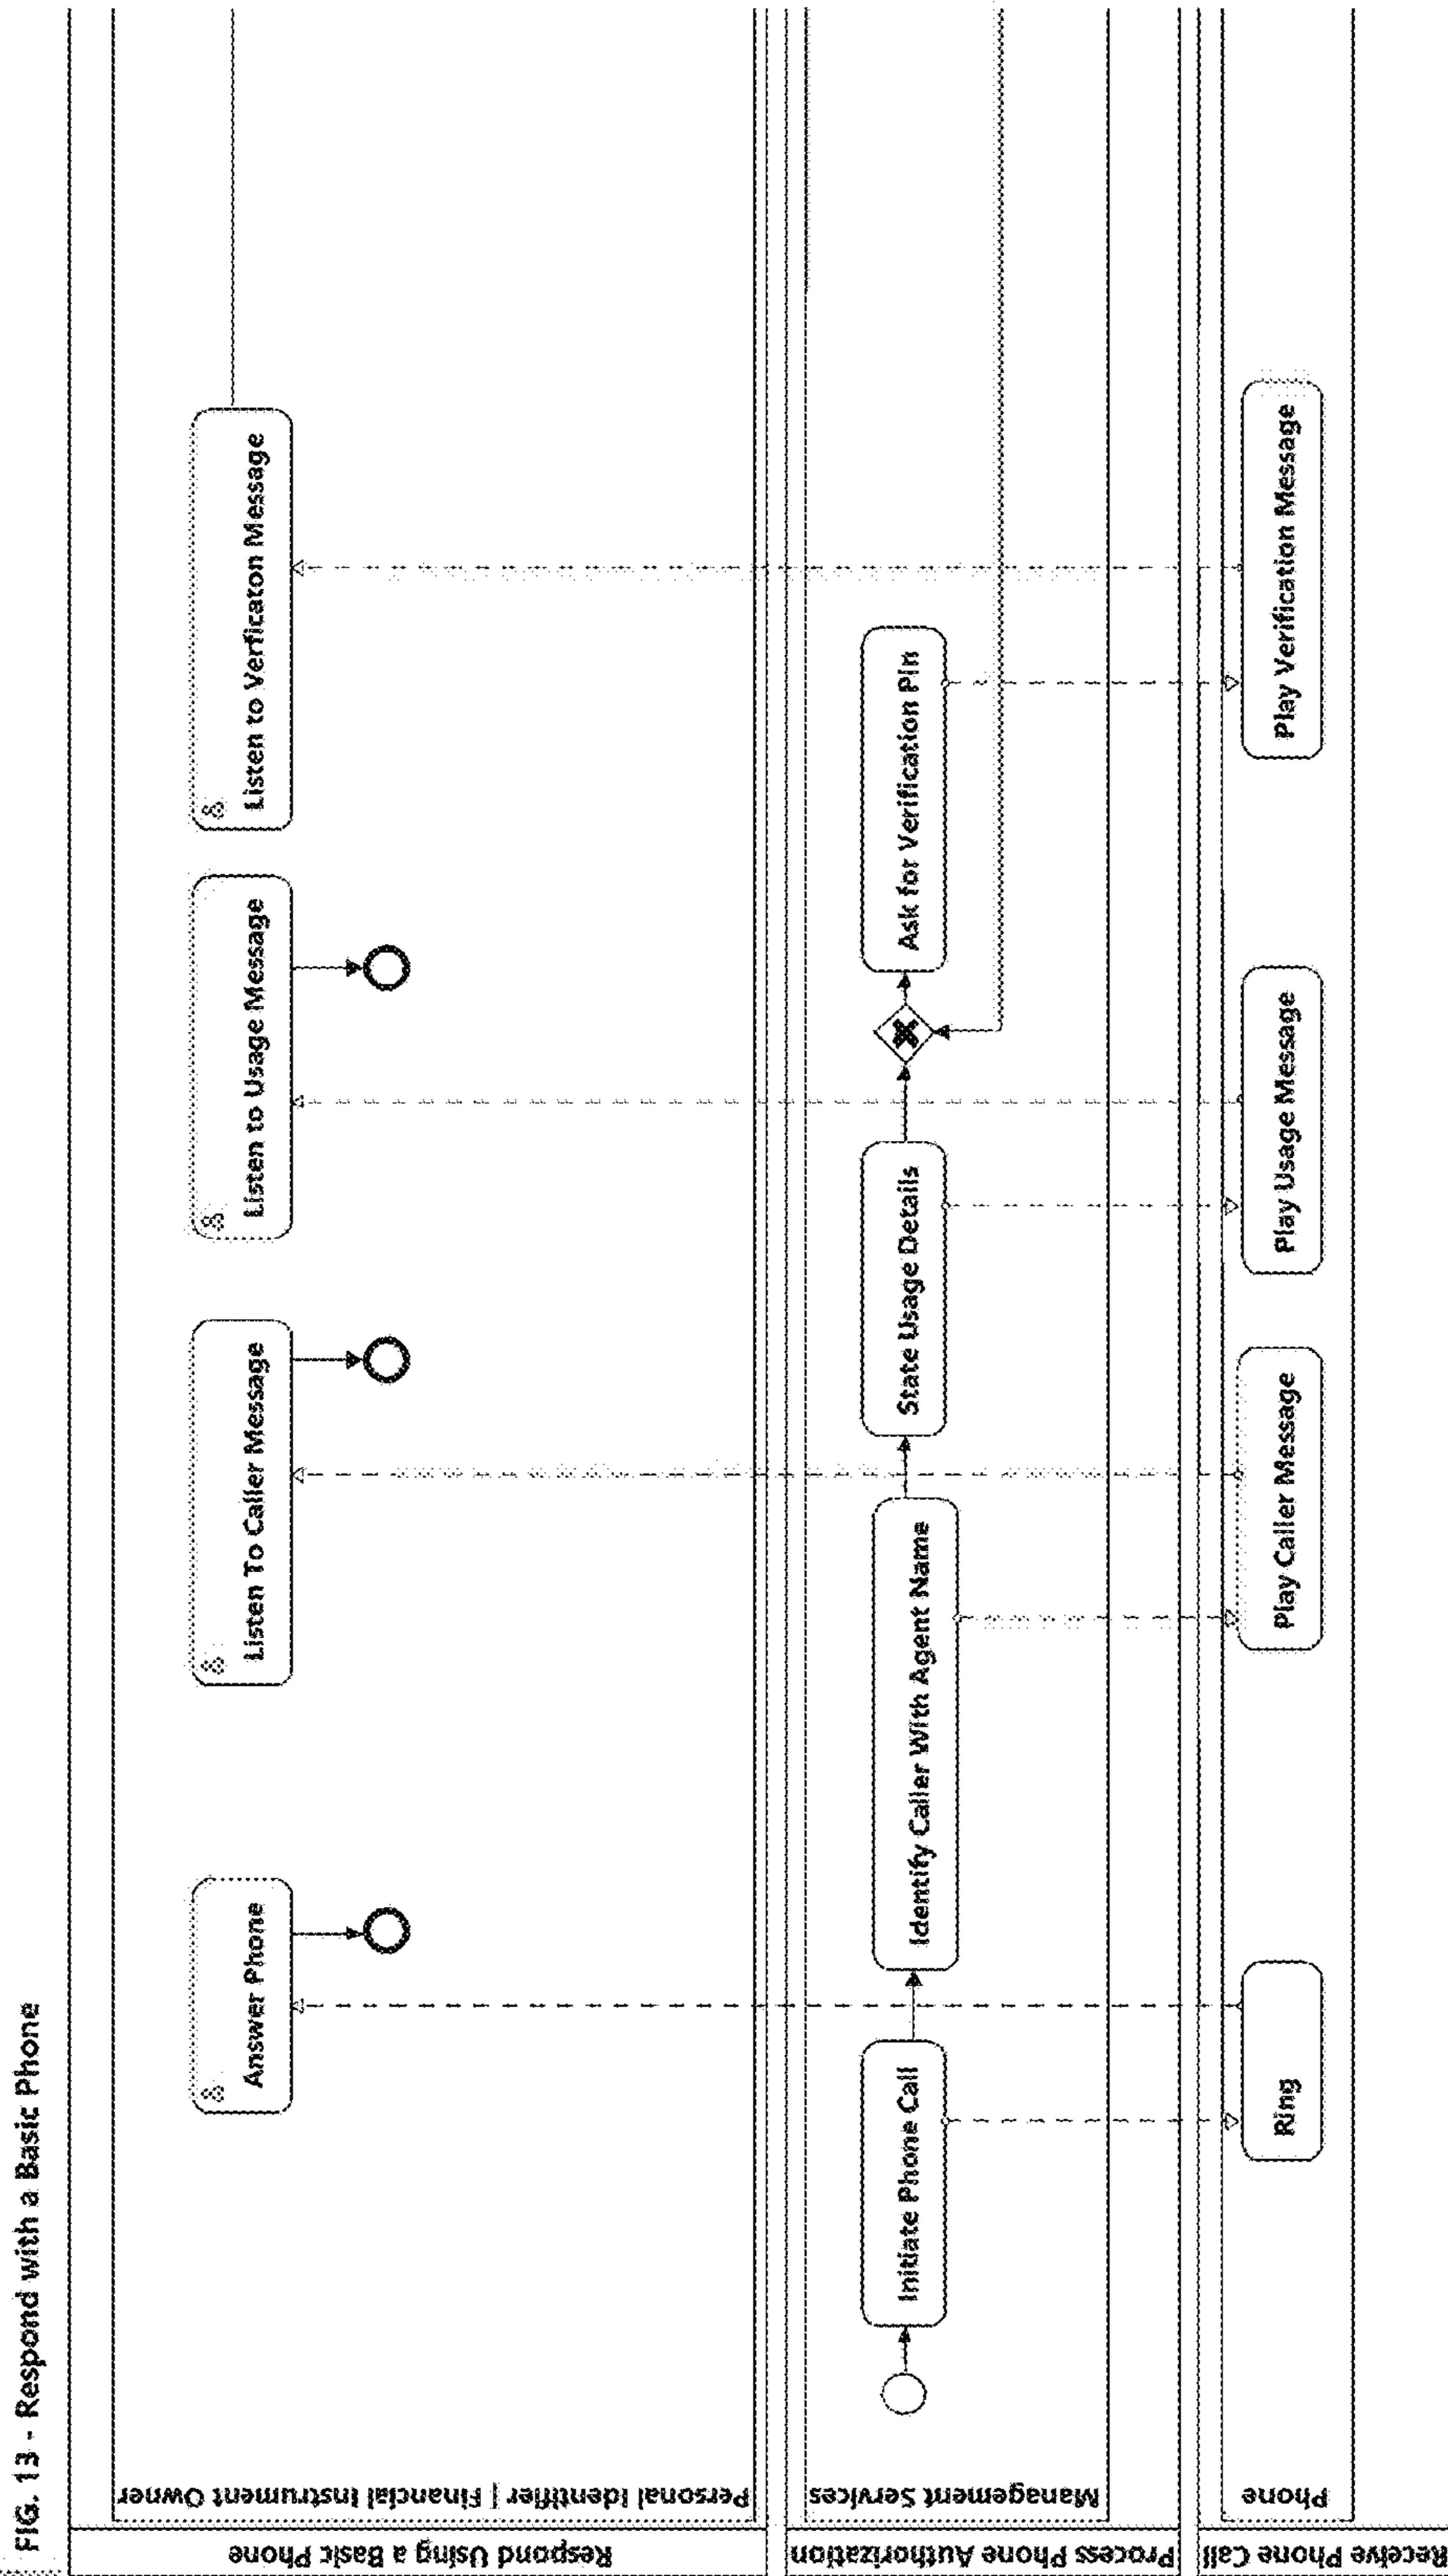 FIG. 13 - Respond with a Basic Phone
Respond Using a Basic Phone
Personal Identifier | Financial Instrument Owner
Answer Phone
Listen To Caller Message
Listen to Usage Message
Listen to Verficaton Message
Process Phone Authorization
Management Services
Initiate Phone Call
Identify Caller With Agent Name
State Usage Details
Ask for Verification Pin
Receive Phone Call
Phone
Ring
Play Caller Message
Play Usage Message
Play Verification Message